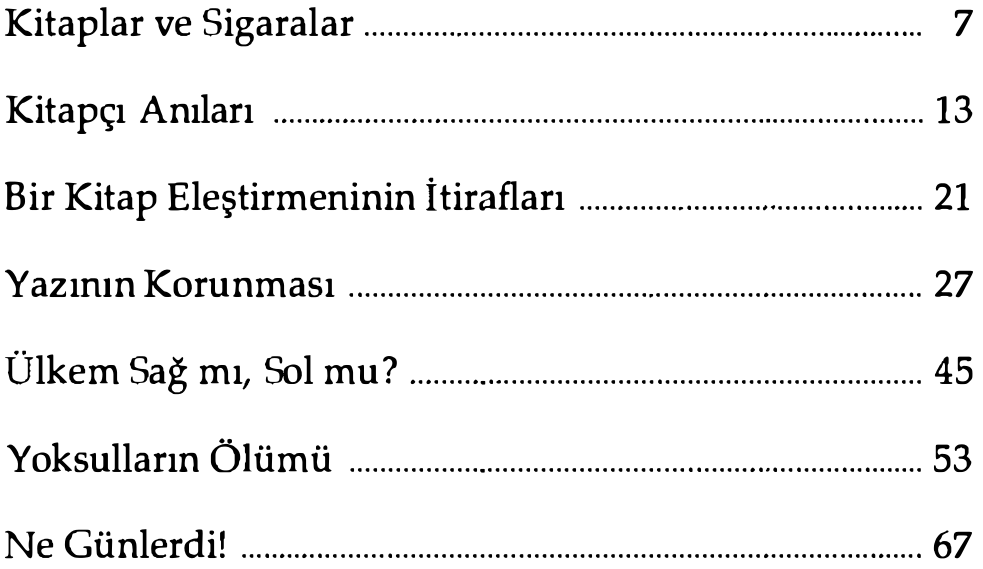 Kitaplar ve Sigaralar ........ 7
Kitapçı Anıları ........ 13
Bir Kitap Eleştirmeninin İtirafları ........ 21
Yazının Korunması ........ 27
Ülkem Sağ mı, Sol mu? ........ 45
Yoksulların Ölümü ........ 53
Ne Günlerdi! ........ 67